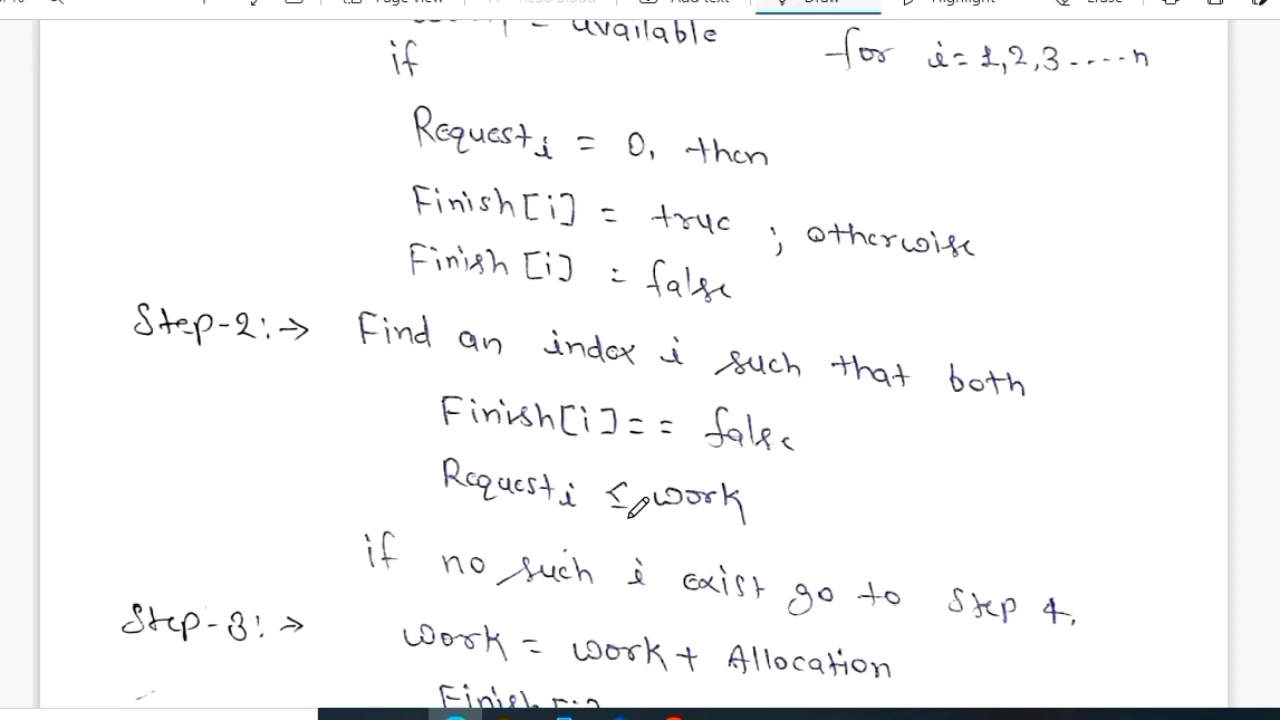 = available
for i = 1,2,3 ---- n
if
Request i = 0, then
Finish[i] = true ; otherwise
Finish [i] = false
Step-2:→ Find an index i such that both
Finish[i] == false
Request i ≤ work
if no such i exist go to step 4.
Step-3:→ work = work + Allocation